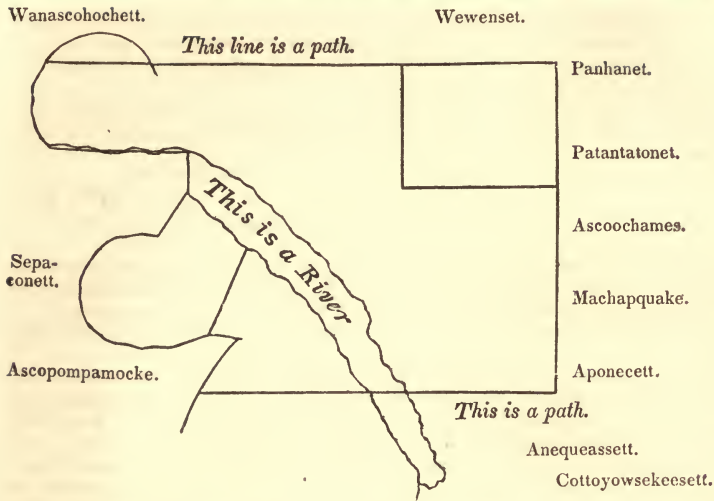 Wanascohochett.
Wewenset.
This line is a path.
Panhanet.
Patantatonet.
This is a River
Ascoochames.
Sepa-
conett.
Machapquake.
Ascopompamocke.
Aponecett.
This is a path.
Anequeassett.
Cottoyowsekeesett.